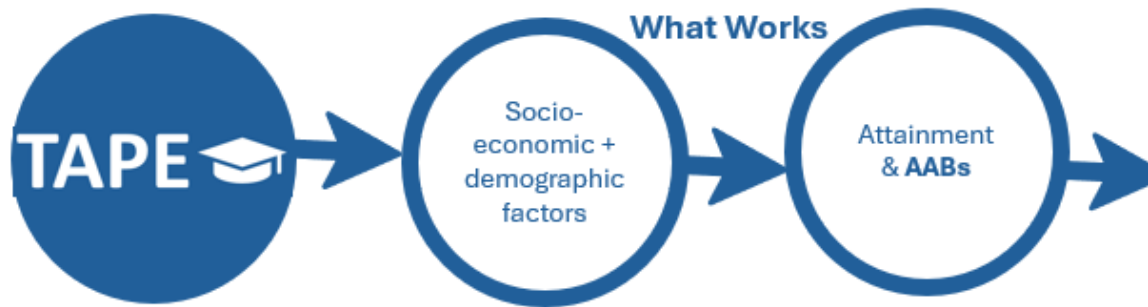 What Works
TAPE
Socio-
economic +
demographic
factors
Attainment
& AABs